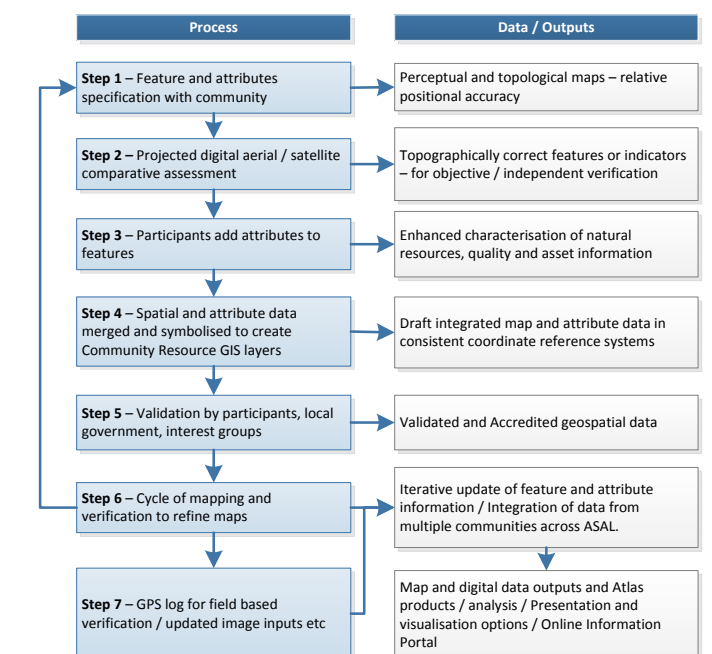 Process
Data / Outputs
Step 1 – Feature and attributes
specification with community
Perceptual and topological maps – relative
positional accuracy
Step 2 – Projected digital aerial / satellite
comparative assessment
Topographically correct features or indicators
– for objective / independent verification
Step 3 – Participants add attributes to
features
Enhanced characterisation of natural
resources, quality and asset information
Step 4 – Spatial and attribute data
merged and symbolised to create
Community Resource GIS layers
Draft integrated map and attribute data in
consistent coordinate reference systems
Step 5 – Validation by participants, local
government, interest groups
Validated and Accredited geospatial data
Step 6 – Cycle of mapping and
verification to refine maps
Iterative update of feature and attribute
information / Integration of data from
multiple communities across ASAL.
Step 7 – GPS log for field based
verification / updated image inputs etc
Map and digital data outputs and Atlas
products / analysis / Presentation and
visualisation options / Online Information
Portal